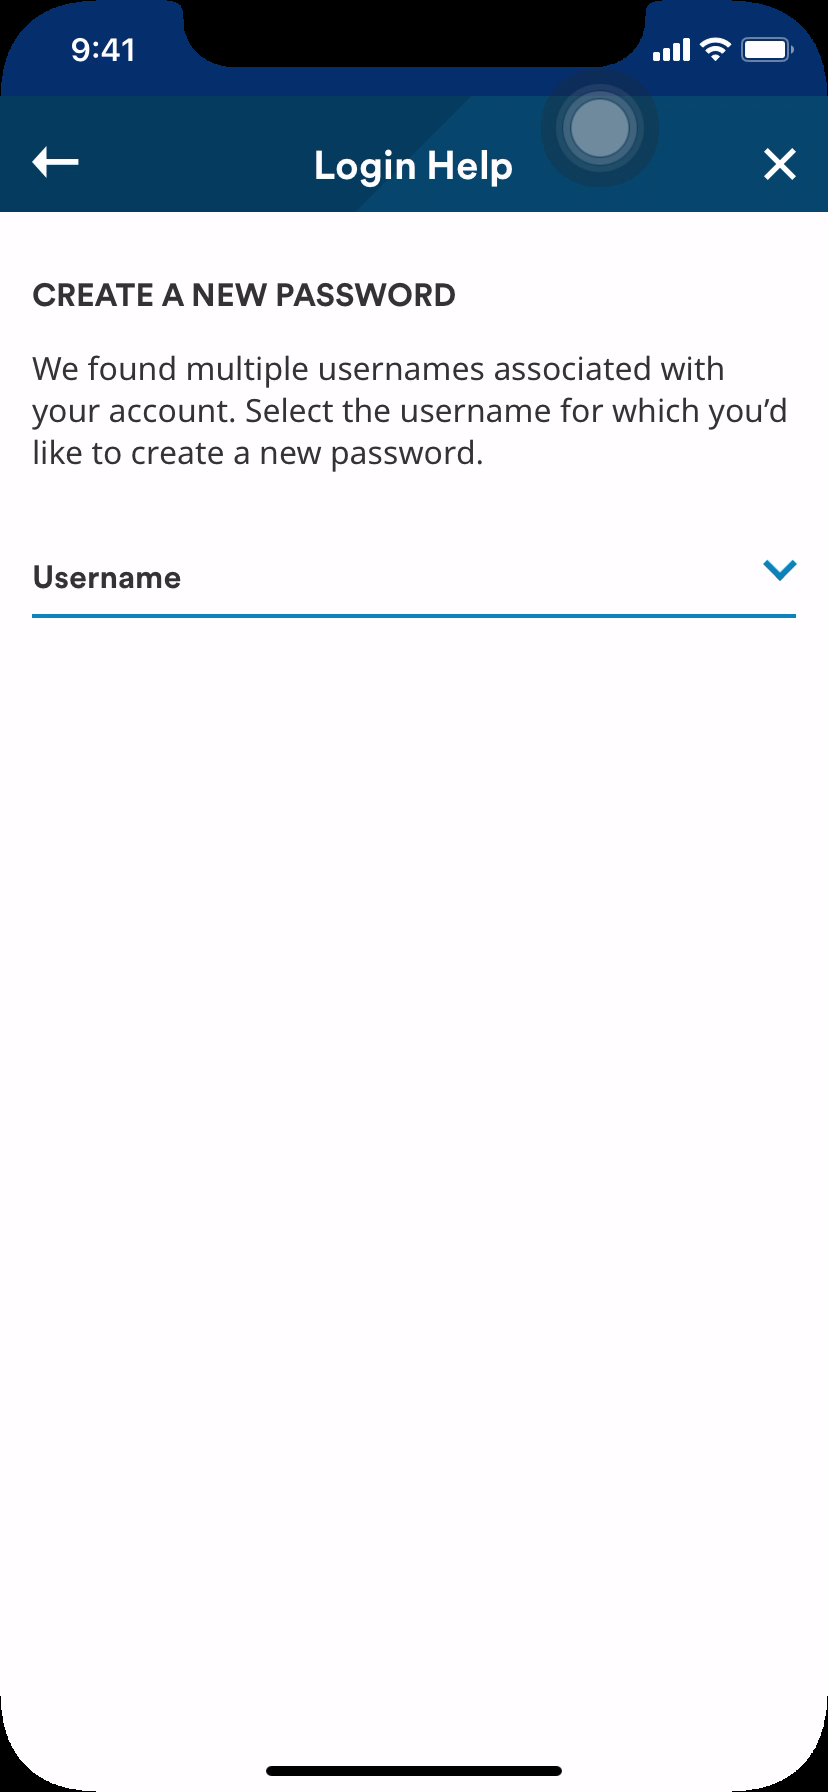 9:41
Login Help
CREATE A NEW PASSWORD
We found multiple usernames associated with
your account. Select the username for which you’d
like to create a new password.
Username